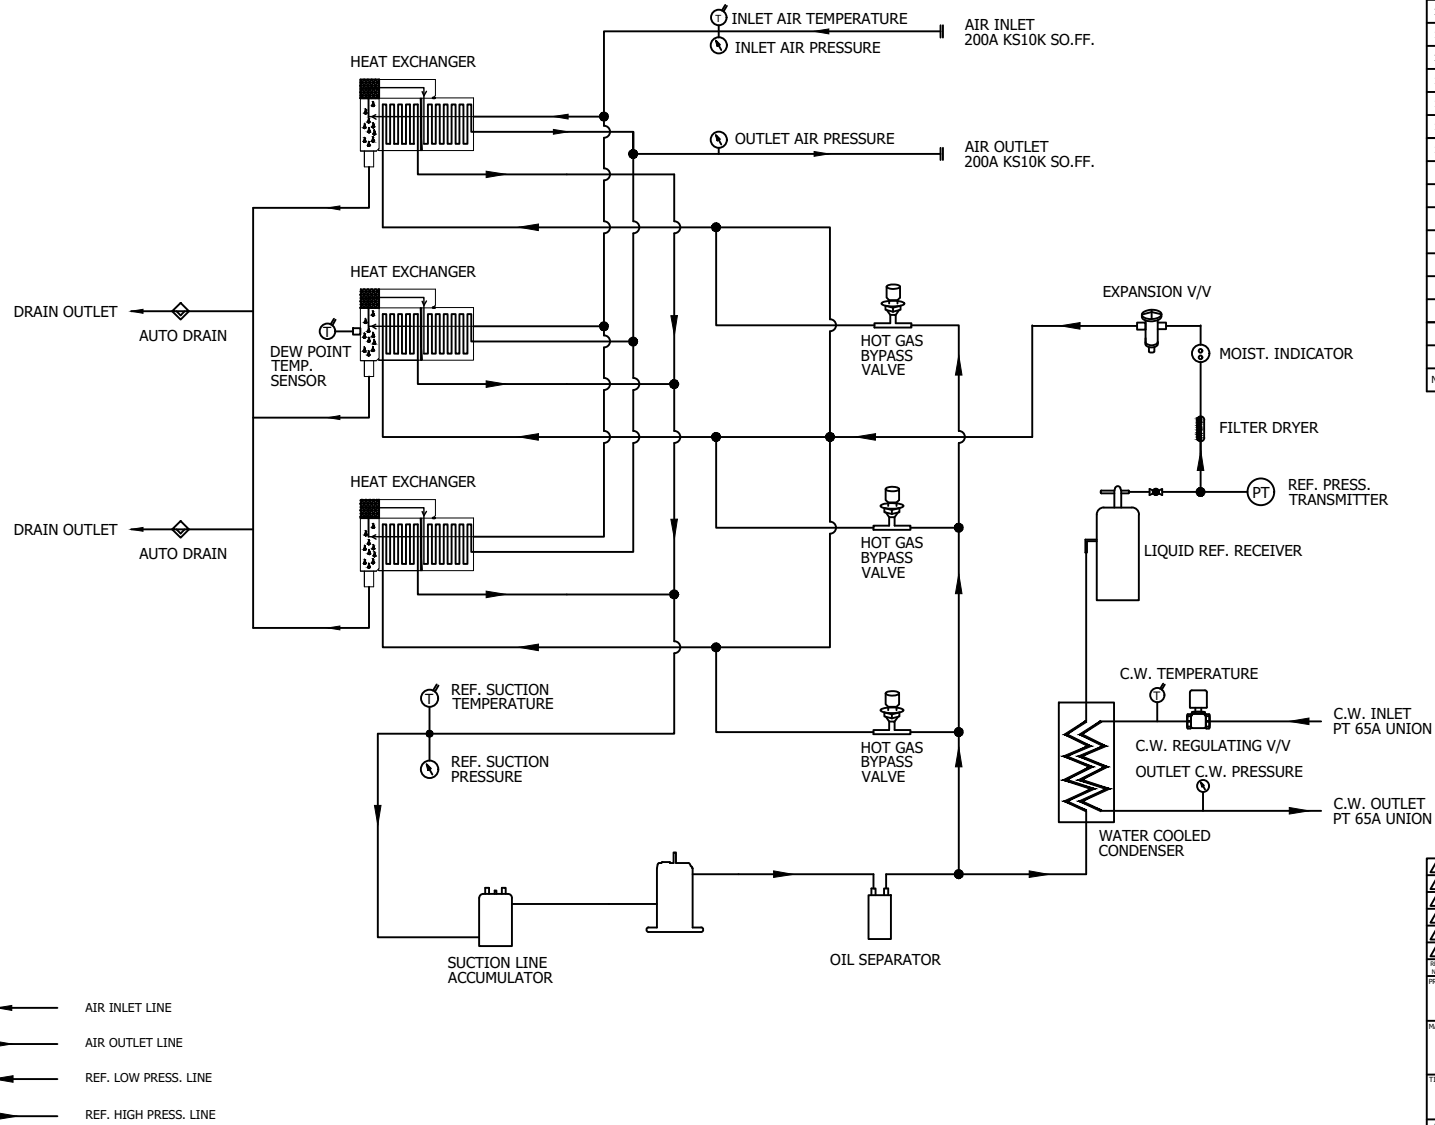 INLET AIR TEMPERATURE
INLET AIR PRESSURE
AIR INLET
200A KS10K SO.FF.
HEAT EXCHANGER
OUTLET AIR PRESSURE
AIR OUTLET
200A KS10K SO.FF.
HEAT EXCHANGER
DRAIN OUTLET
AUTO DRAIN
T
DEW POINT
TEMP.
SENSOR
HOT GAS
BYPASS
VALVE
EXPANSION V/V
MOIST. INDICATOR
FILTER DRYER
HEAT EXCHANGER
DRAIN OUTLET
AUTO DRAIN
HOT GAS
BYPASS
VALVE
PT
REF. PRESS.
TRANSMITTER
LIQUID REF. RECEIVER
T
REF. SUCTION
TEMPERATURE
REF. SUCTION
PRESSURE
HOT GAS
BYPASS
VALVE
C.W. TEMPERATURE
T
C.W. INLET
PT 65A UNION
C.W. REGULATING V/V
OUTLET C.W. PRESSURE
C.W. OUTLET
PT 65A UNION
WATER COOLED
CONDENSER
SUCTION LINE
ACCUMULATOR
OIL SEPARATOR
AIR INLET LINE
AIR OUTLET LINE
REF. LOW PRESS. LINE
REF. HIGH PRESS. LINE